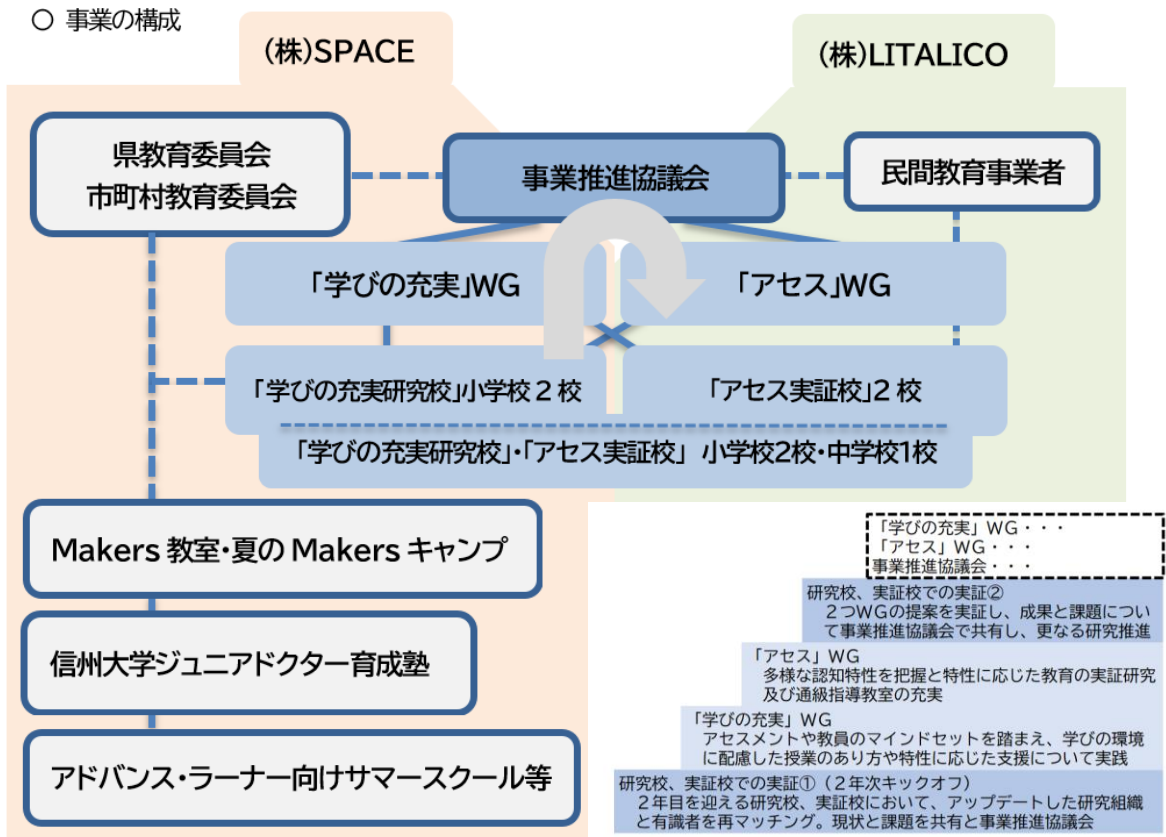 ○ 事業の構成
(株)SPACE
(株)LITALICO
県教育委員会
市町村教育委員会
事業推進協議会
民間教育事業者
「学びの充実」WG
「アセス」WG
「学びの充実研究校」小学校２校
「アセス実証校」２校
「学びの充実研究校」・「アセス実証校」 小学校2校・中学校1校
Makers 教室・夏の Makers キャンプ
信州大学ジュニアドクター育成塾
アドバンス・ラーナー向けサマースクール等
「学びの充実」WG・・・
「アセス」WG・・・
事業推進協議会・・・
研究校、実証校での実証②
２つWGの提案を実証し、成果と課題につい
て事業推進協議会で共有し、更なる研究推進
「アセス」WG
多様な認知特性を把握と特性に応じた教育の実証研究
及び通級指導教室の充実
「学びの充実」WG
アセスメントや教員のマインドセットを踏まえ、学びの環境
に配慮した授業のあり方や特性に応じた支援について実践
研究校、実証校での実証①（２年次キックオフ）
２年目を迎える研究校、実証校において、アップデートした研究組織
と有識者を再マッチング。現状と課題を共有と事業推進協議会